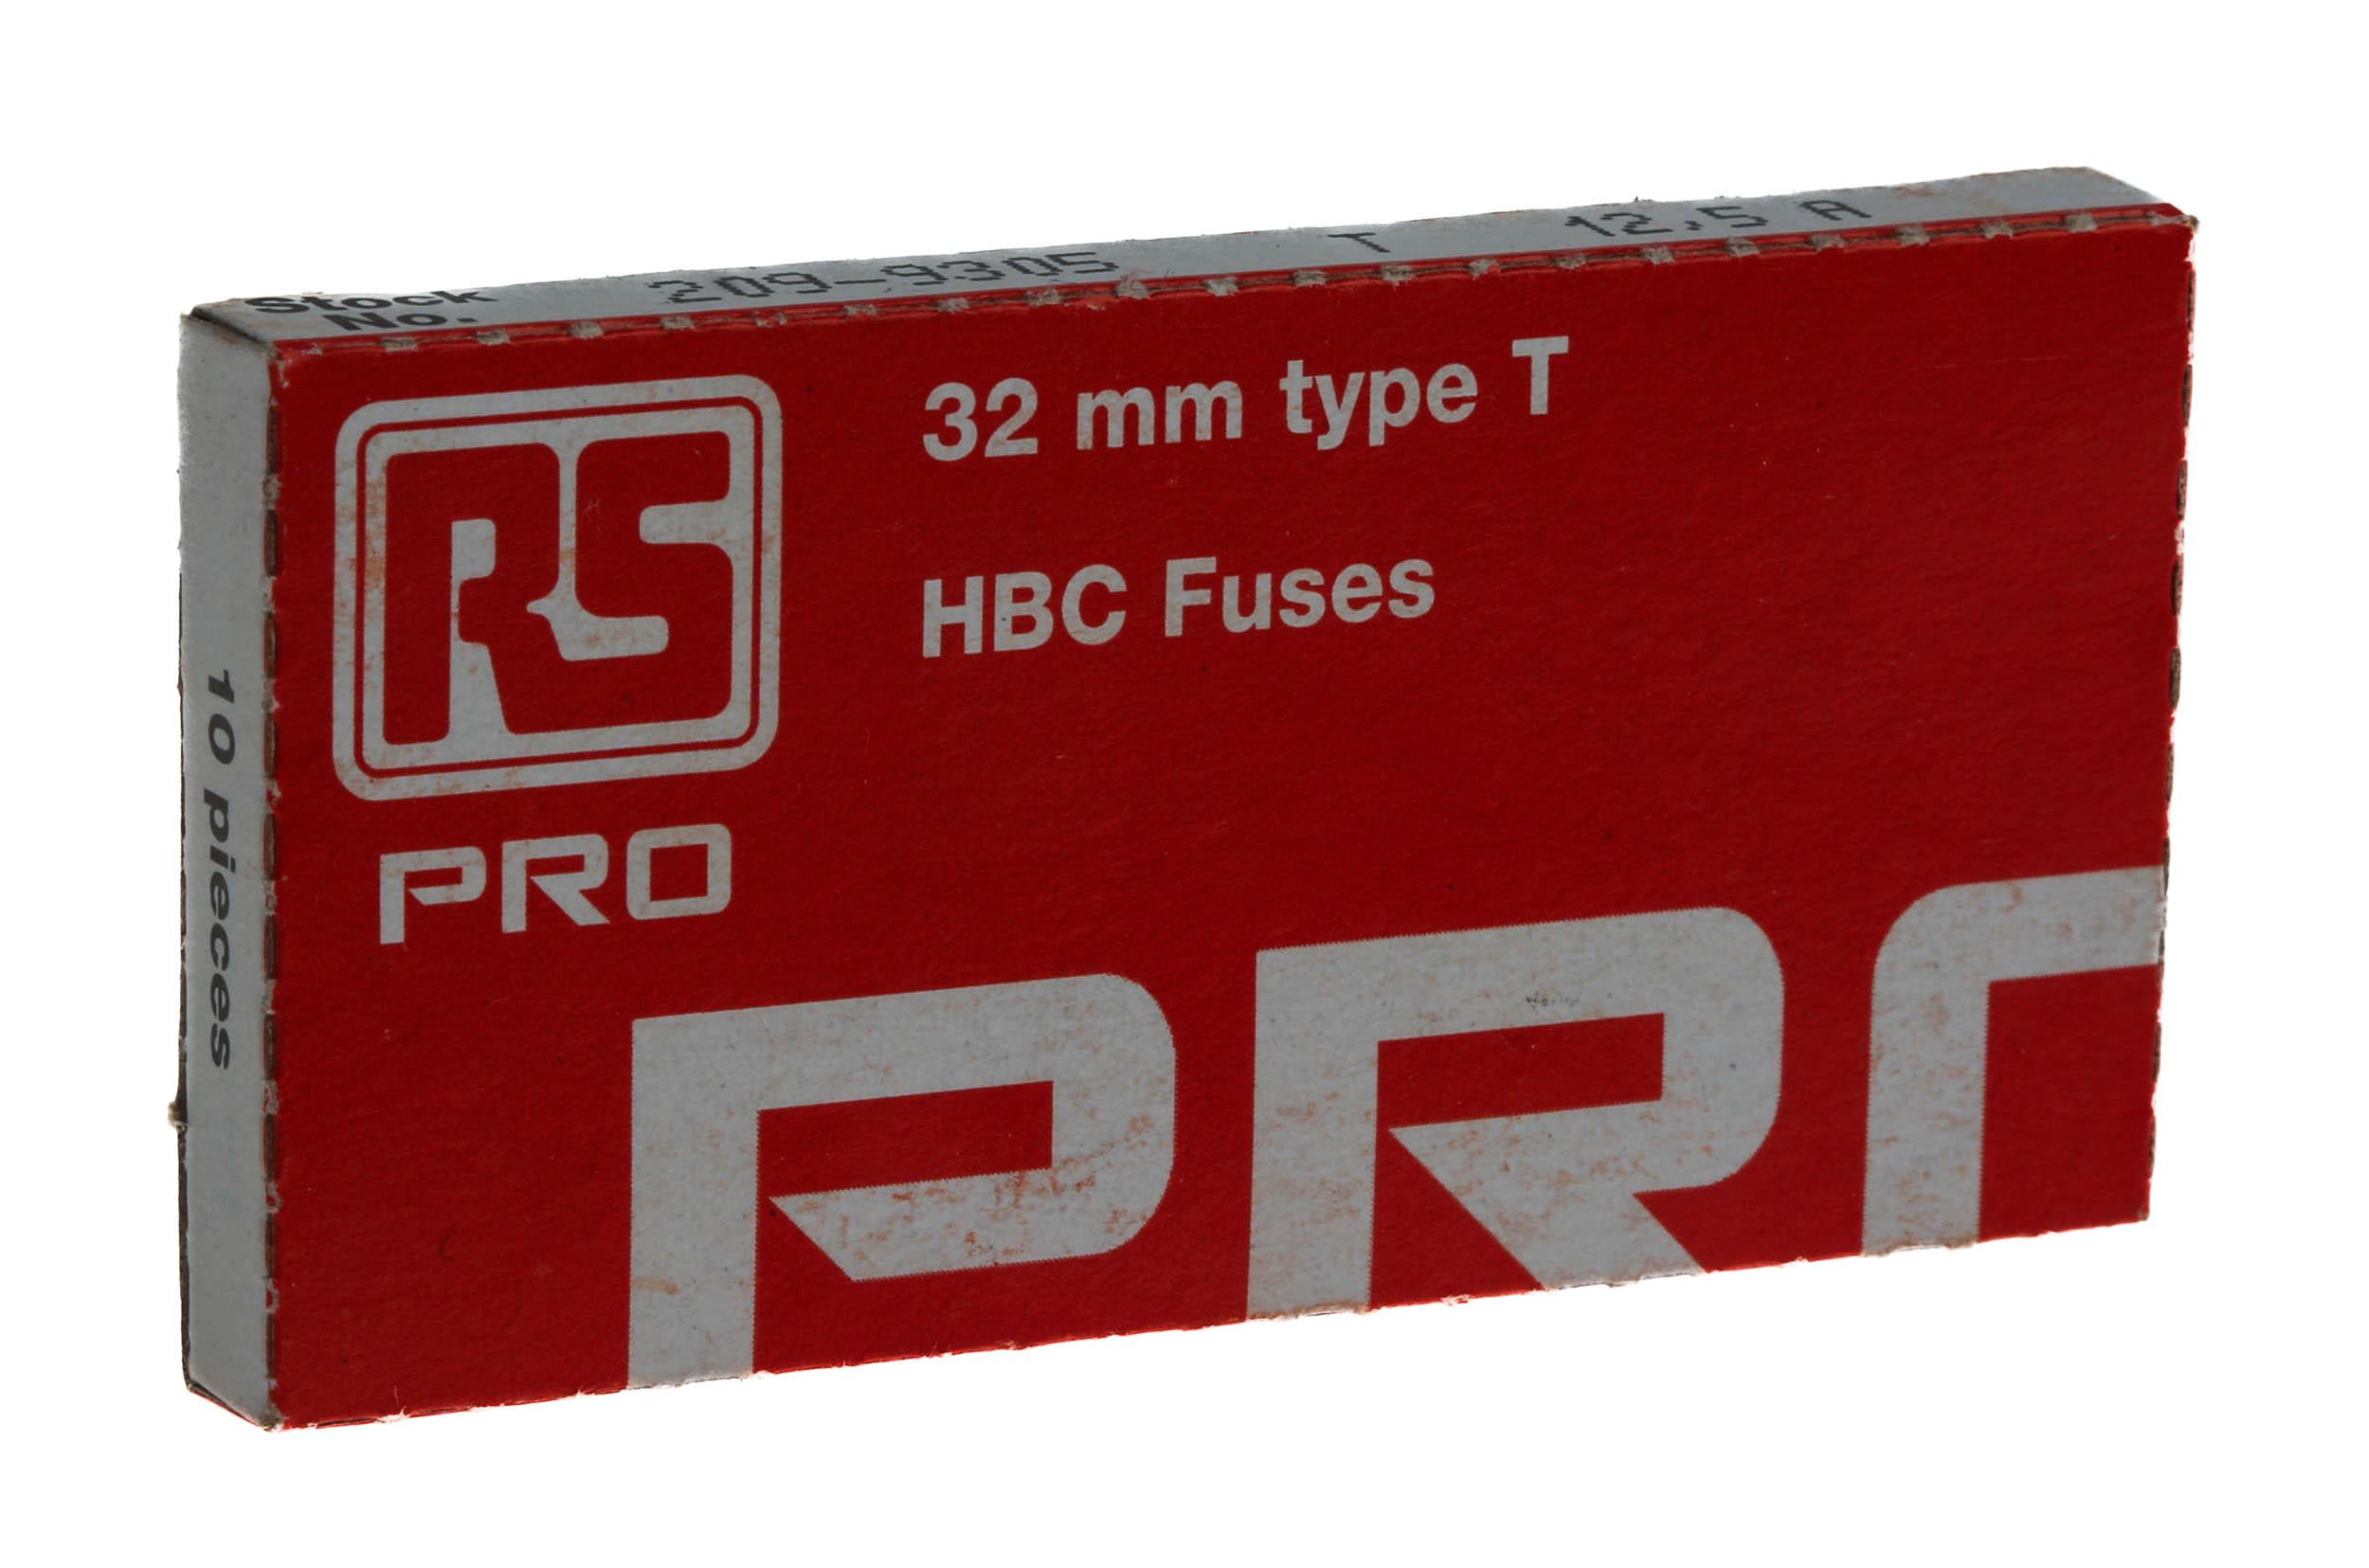 Stock No. 209-9305 T 12.5 A
RS
PRO
32 mm type T
HBC Fuses
PRO
10 pieces